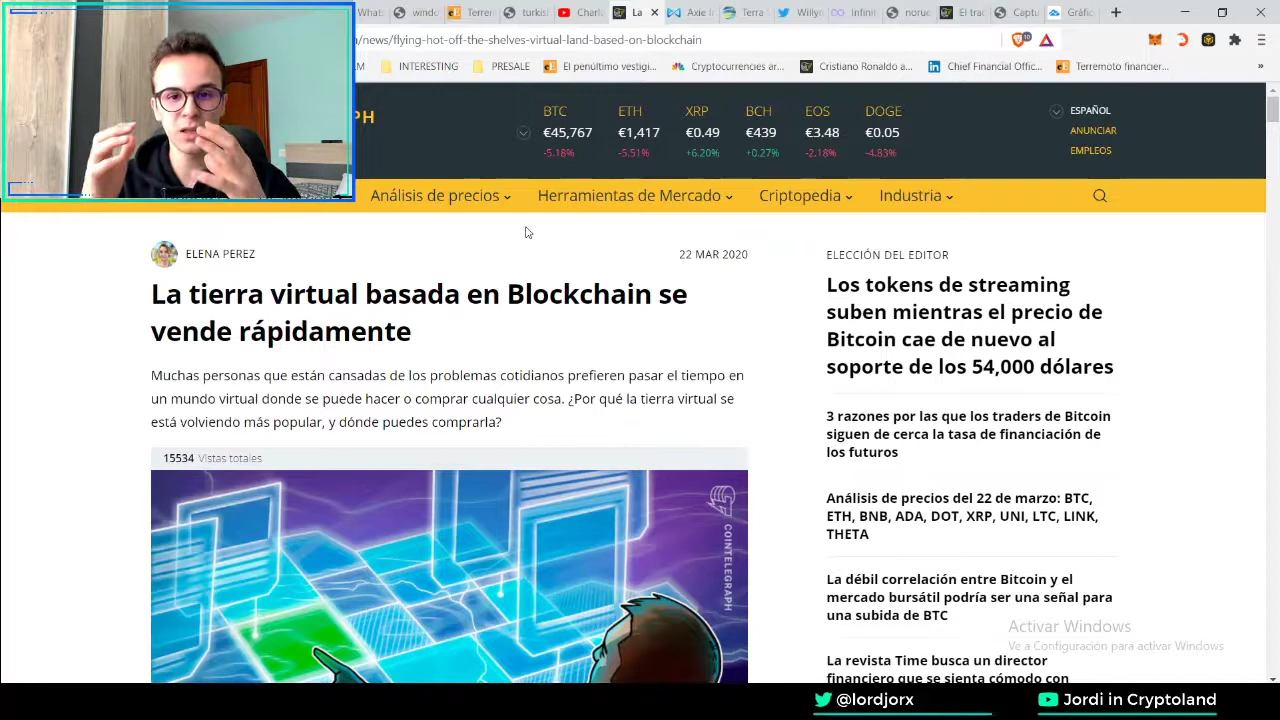 Whats
windo
Terre
turkis
Charla
La
Axie I
Terra
Willyr
Infini
norue
El trad
Captu
Gráfic
/news/flying-hot-off-the-shelves-virtual-land-based-on-blockchain
10
M
INTERESTING
PRESALE
El penúltimo vestigi...
Cryptocurrencies ar...
Cristiano Ronaldo a...
Chief Financial Offic...
Terremoto financier...
»
PH
BTC
ETH
XRP
BCH
EOS
DOGE
€45,767
€1,417
€0.49
€439
€3.48
€0.05
-5.18%
-5.51%
+6.20%
+0.27%
-2,18%
-4.83%
ESPAÑOL
ANUNCIAR
EMPLEOS
Análisis de precios
Herramientas de Mercado
Criptopedia
Industria
ELENA PEREZ
22 MAR 2020
La tierra virtual basada en Blockchain se
vende rápidamente
Muchas personas que están cansadas de los problemas cotidianos prefieren pasar el tiempo en
un mundo virtual donde se puede hacer o comprar cualquier cosa. ¿Por qué la tierra virtual se
está volviendo más popular, y dónde puedes comprarla?
15534 Vistas totales
COINTELEGRAPH
ELECCIÓN DEL EDITOR
Los tokens de streaming
suben mientras el precio de
Bitcoin cae de nuevo al
soporte de los 54,000 dólares
3 razones por las que los traders de Bitcoin
siguen de cerca la tasa de financiación de
los futuros
Análisis de precios del 22 de marzo: BTC,
ETH, BNB, ADA, DOT, XRP, UNI, LTC, LINK,
THETA
La débil correlación entre Bitcoin y el
mercado bursátil podría ser una señal para
una subida de BTC
La revista Time busca un director
financiero que se sienta cómodo con
Activar Windows
Ve a Configuración para activar Windows
@lordjorx
Jordi in Cryptoland